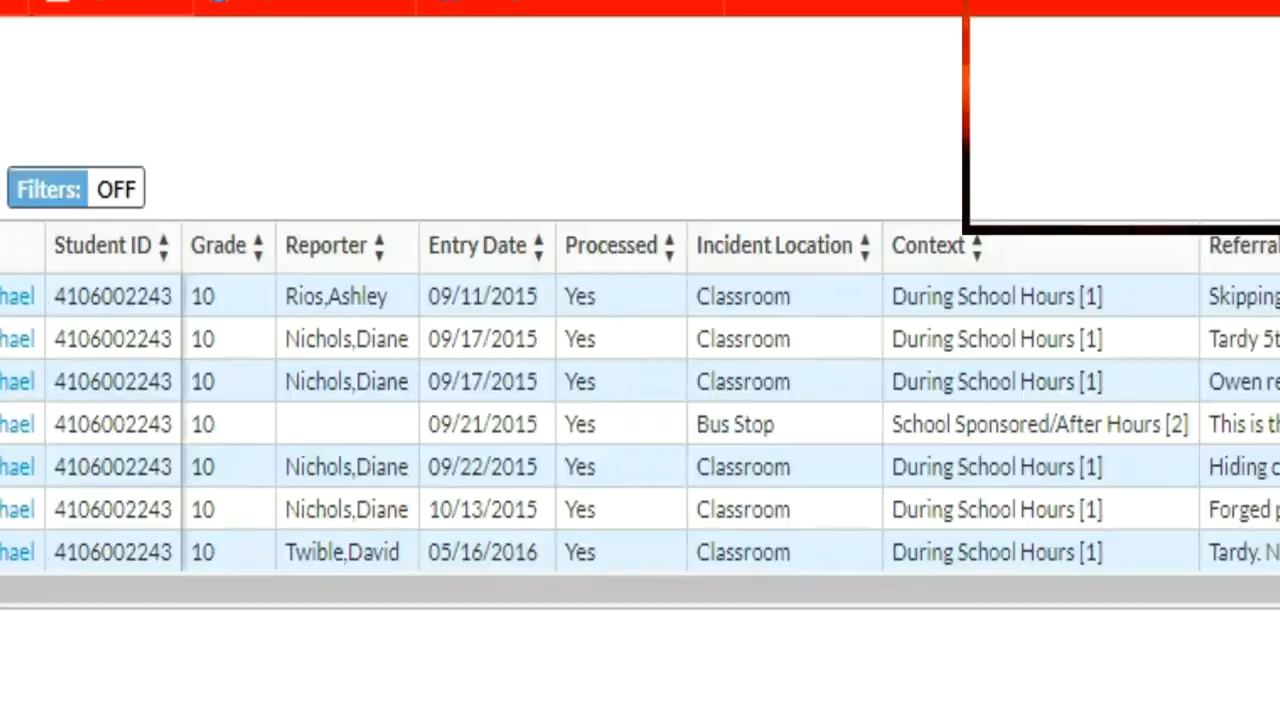 Filters: OFF
Student ID Grade Reporter Entry Date Processed Incident Location Context Referral
hael 4106002243 10 Rios,Ashley 09/11/2015 Yes Classroom During School Hours [1] Skipping
hael 4106002243 10 Nichols,Diane 09/17/2015 Yes Classroom During School Hours [1] Tardy 5t
hael 4106002243 10 Nichols,Diane 09/17/2015 Yes Classroom During School Hours [1] Owen re
hael 4106002243 10 09/21/2015 Yes Bus Stop School Sponsored/After Hours [2] This is th
hael 4106002243 10 Nichols,Diane 09/22/2015 Yes Classroom During School Hours [1] Hiding c
hael 4106002243 10 Nichols,Diane 10/13/2015 Yes Classroom During School Hours [1] Forged p
hael 4106002243 10 Twible,David 05/16/2016 Yes Classroom During School Hours [1] Tardy. N